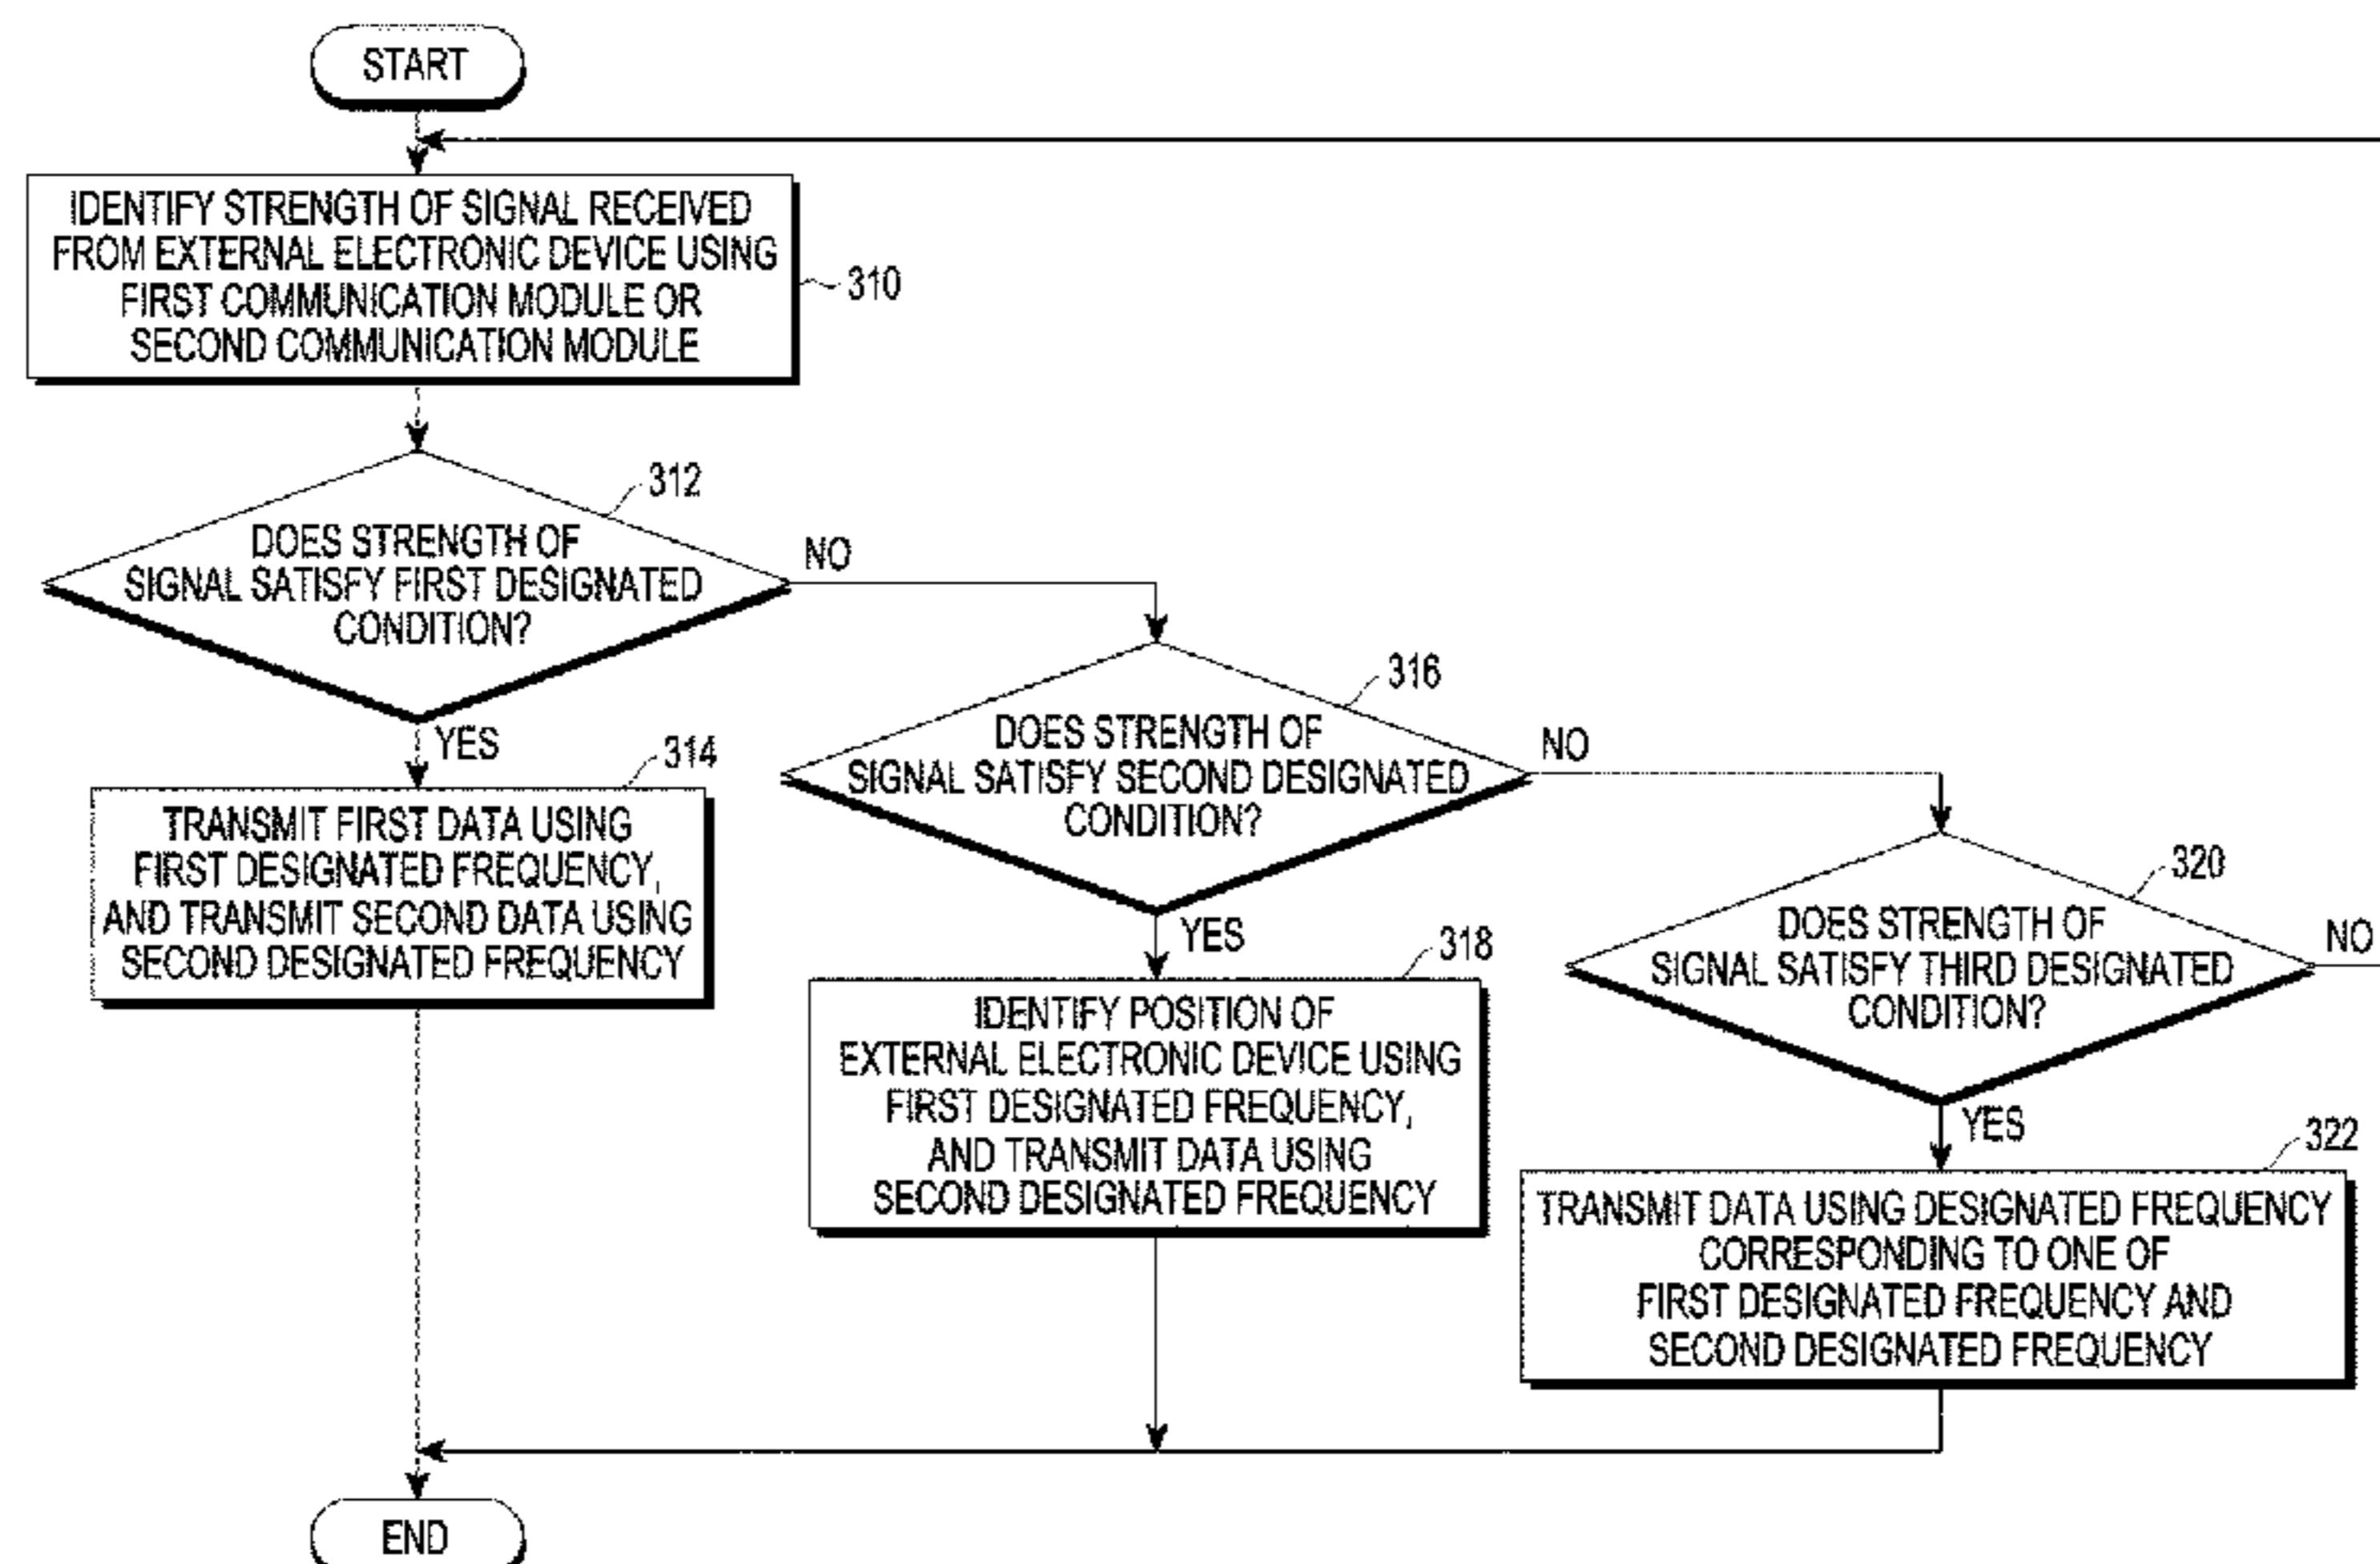 START
IDENTIFY STRENGTH OF SIGNAL RECEIVED
FROM EXTERNAL ELECTRONIC DEVICE USING
FIRST COMMUNICATION MODULE OR
SECOND COMMUNICATION MODULE
310
312
DOES STRENGTH OF
SIGNAL SATISFY FIRST DESIGNATED
CONDITION?
NO
YES
314
TRANSMIT FIRST DATA USING
FIRST DESIGNATED FREQUENCY,
AND TRANSMIT SECOND DATA USING
SECOND DESIGNATED FREQUENCY
316
DOES STRENGTH OF
SIGNAL SATISFY SECOND DESIGNATED
CONDITION?
NO
YES
318
IDENTIFY POSITION OF
EXTERNAL ELECTRONIC DEVICE USING
FIRST DESIGNATED FREQUENCY,
AND TRANSMIT DATA USING
SECOND DESIGNATED FREQUENCY
320
DOES STRENGTH OF
SIGNAL SATISFY THIRD DESIGNATED
CONDITION?
NO
YES
322
TRANSMIT DATA USING DESIGNATED FREQUENCY
CORRESPONDING TO ONE OF
FIRST DESIGNATED FREQUENCY AND
SECOND DESIGNATED FREQUENCY
END